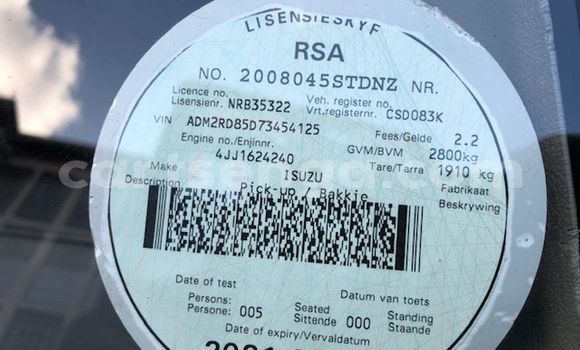 LISENSIESKYF
RSA
NO. 2008045STDNZ NR.
Licence no. Veh. register no.
Lisensienr. NRB35322 Vrt.registernr. CSD083K
VIN ADM2RD85D73454125 Fees/Gelde 2.2
Engine no./Enjinnr. GVM/BVM 2800kg
4JJ1624240 Tare/Tarra 1910 kg
Make ISUZU Fabrikaat
Description Pick-up / Bakkie Beskrywing
Date of test Datum van toets
Persons: Seated Standing
Persone: 005 Sittende 000 Staande
Date of expiry/Vervaldatum